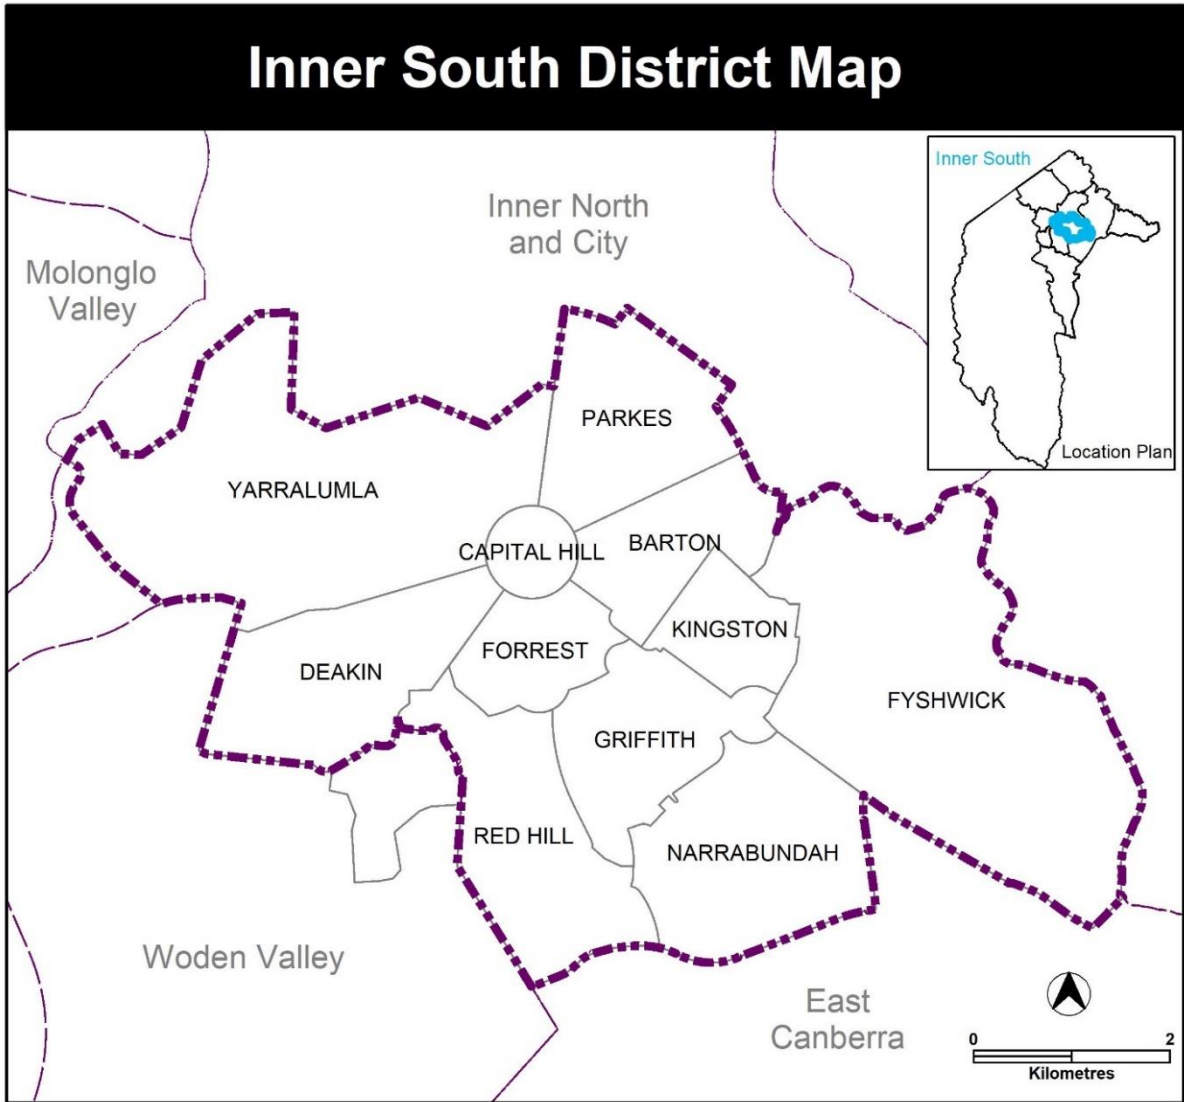 Inner South District Map
Inner South
Inner North
and City
Molonglo
Valley
PARKES
Location Plan
YARRALUMLA
BARTON
CAPITAL HILL
KINGSTON
FORREST
DEAKIN
FYSHWICK
GRIFFITH
RED HILL
NARRABUNDAH
Woden Valley
East
Canberra
0 2
Kilometres